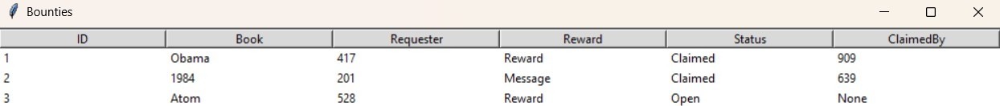 Bounties
ID Book Requester Reward Status ClaimedBy
1 Obama 417 Reward Claimed 909
2 1984 201 Message Claimed 639
3 Atom 528 Reward Open None